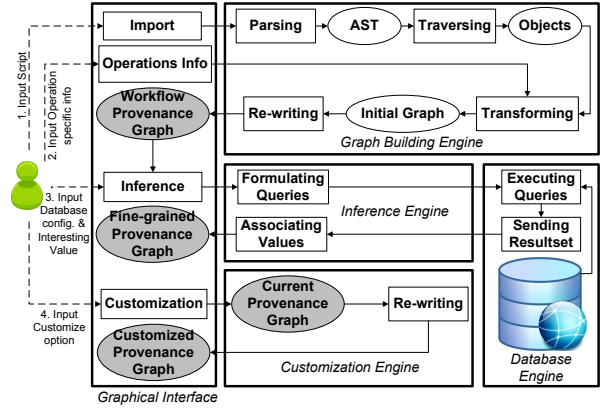 Import
Parsing
AST
Traversing
Objects
1. Input Script
2. Input Operation
specific info
Operations Info
Workflow
Provenance
Graph
Re-writing
Initial Graph
Transforming
Graph Building Engine
Inference
Formulating
Queries
Executing
Queries
Inference Engine
3. Input
Database
config. &
Interesting
Value
Fine-grained
Provenance
Graph
Associating
Values
Sending
Resultset
Customization
Current
Provenance
Graph
Re-writing
4. Input
Customize
option
Customized
Provenance
Graph
Customization Engine
Database
Engine
Graphical Interface